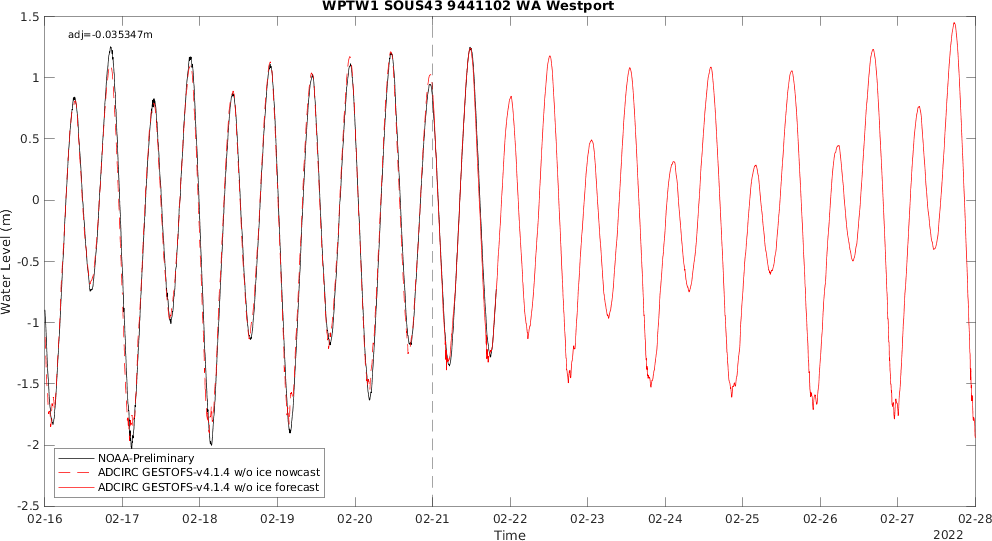 WPTW1 SOUS43 9441102 WA Westport
adj=-0.035347m
1.5
1
0.5
0
-0.5
-1
-1.5
-2
-2.5
Water Level (m)
NOAA-Preliminary
ADCIRC GESTOFS-v4.1.4 w/o ice nowcast
ADCIRC GESTOFS-v4.1.4 w/o ice forecast
02-16 02-17 02-18 02-19 02-20 02-21 02-22 02-23 02-24 02-25 02-26 02-27 02-28
Time
2022